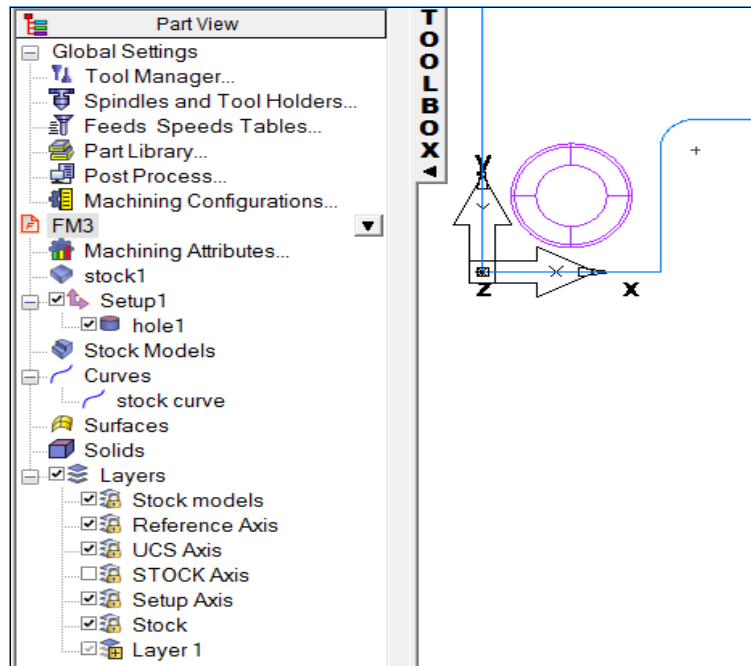 Part View
Global Settings
Tool Manager...
Spindles and Tool Holders...
Feeds Speeds Tables...
Part Library...
Post Process...
Machining Configurations...
FM3
Machining Attributes...
stock1
Setup1
hole1
Stock Models
Curves
stock curve
Surfaces
Solids
Layers
Stock models
Reference Axis
UCS Axis
STOCK Axis
Setup Axis
Stock
Layer 1
TOOLBOX
Y
Y
X
Z
X